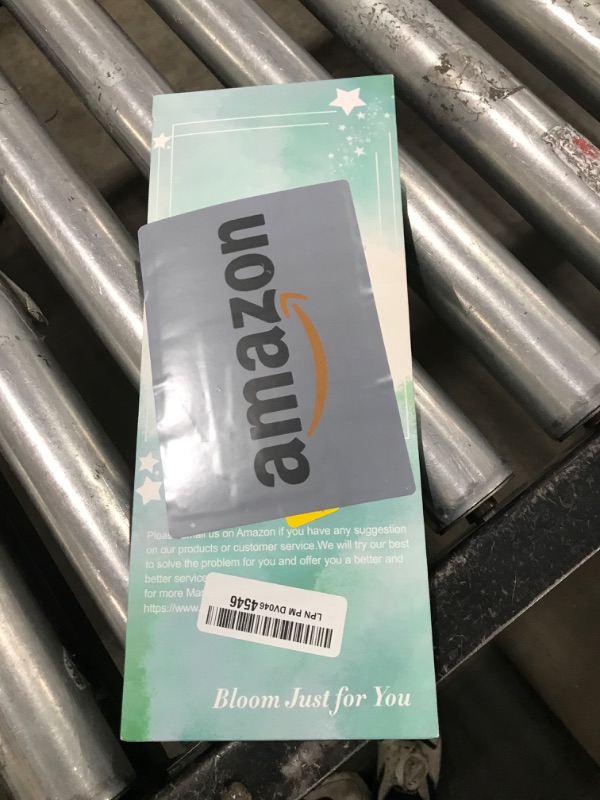 amazon
us on Amazon if you have any suggestion
on our products or customer service.We will try our best
to solve the problem for you and offer you a better and
better service
for more
https://www.
LPN PM DV046 4546
Bloom Just for You